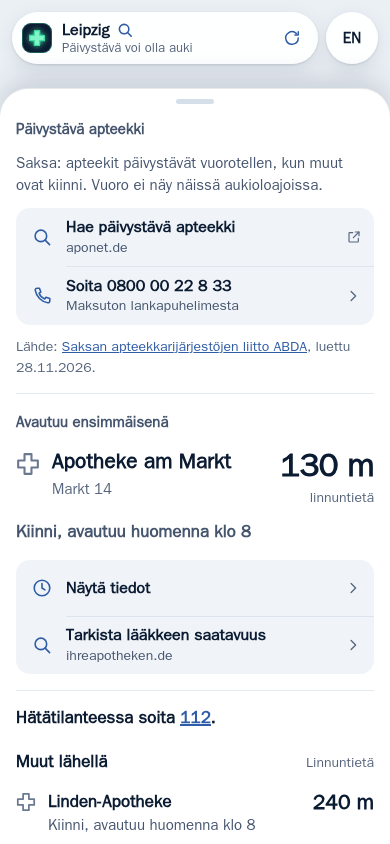 Leipzig
Päivystävä voi olla auki
EN
Päivystävä apteekki
Saksa: apteekit päivystävät vuorotellen, kun muut
ovat kiinni. Vuoro ei näy näissä aukioloajoissa.
Hae päivystävä apteekki
aponet.de
Soita 0800 00 22 8 33
Maksuton lankapuhelimesta
Lähde: Saksan apteekkarijärjestöjen liitto ABDA, luettu
28.11.2026.
Avautuu ensimmäisenä
Apotheke am Markt
130 m
Markt 14
linnuntietä
Kiinni, avautuu huomenna klo 8
Näytä tiedot
Tarkista lääkkeen saatavuus
ihreapotheken.de
Hätätilanteessa soita 112.
Muut lähellä
Linnuntietä
Linden-Apotheke
240 m
Kiinni, avautuu huomenna klo 8